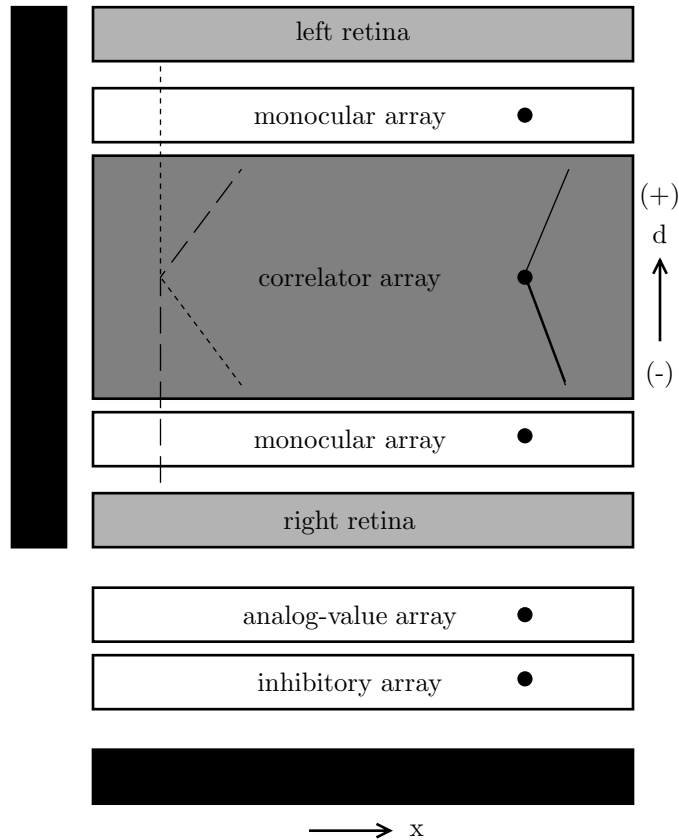 left retina
monocular array
(+)
d
correlator array
(-)
monocular array
right retina
analog-value array
inhibitory array
x